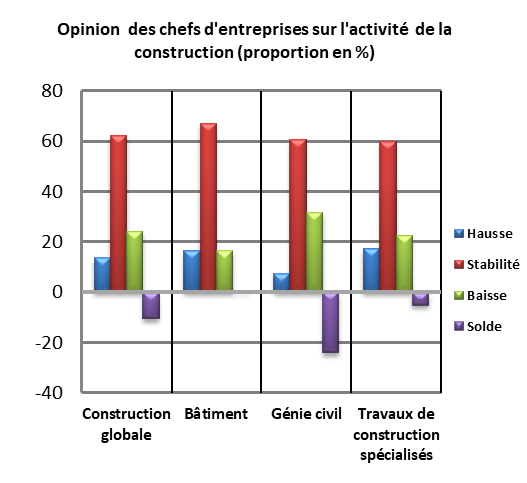 Opinion des chefs d'entreprises sur l'activité de la
construction (proportion en %)
80
60
40
20
0
-20
-40
Construction
globale
Bâtiment
Génie civil
Travaux de
construction
spécialisés
Hausse
Stabilité
Baisse
Solde